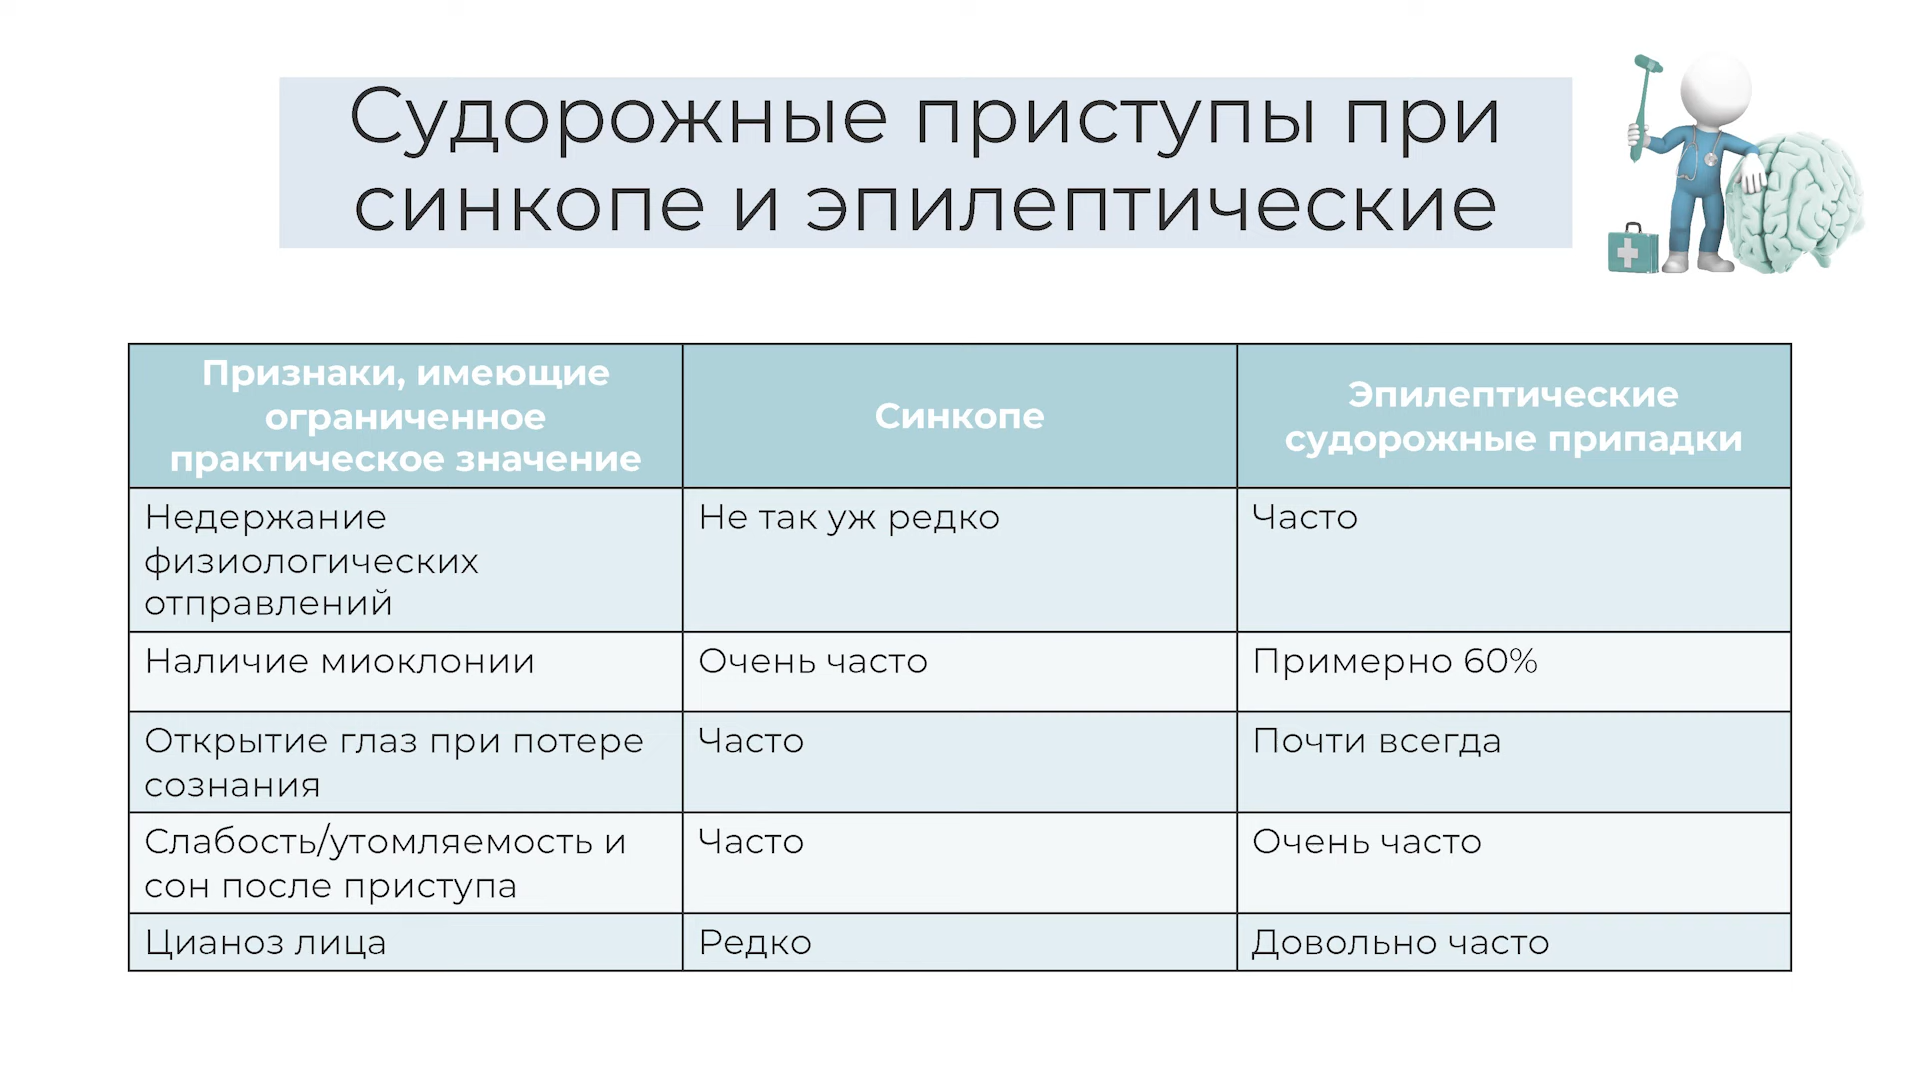 Судорожные приступы при
синкопе и эпилептические
Признаки, имеющие
ограниченное
практическое значение
Синкопе
Эпилептические
судорожные припадки
Недержание
физиологических
отправлений
Не так уж редко
Часто
Наличие миоклонии
Очень часто
Примерно 60%
Открытие глаз при потере
сознания
Часто
Почти всегда
Слабость/утомляемость и
сон после приступа
Часто
Очень часто
Цианоз лица
Редко
Довольно часто